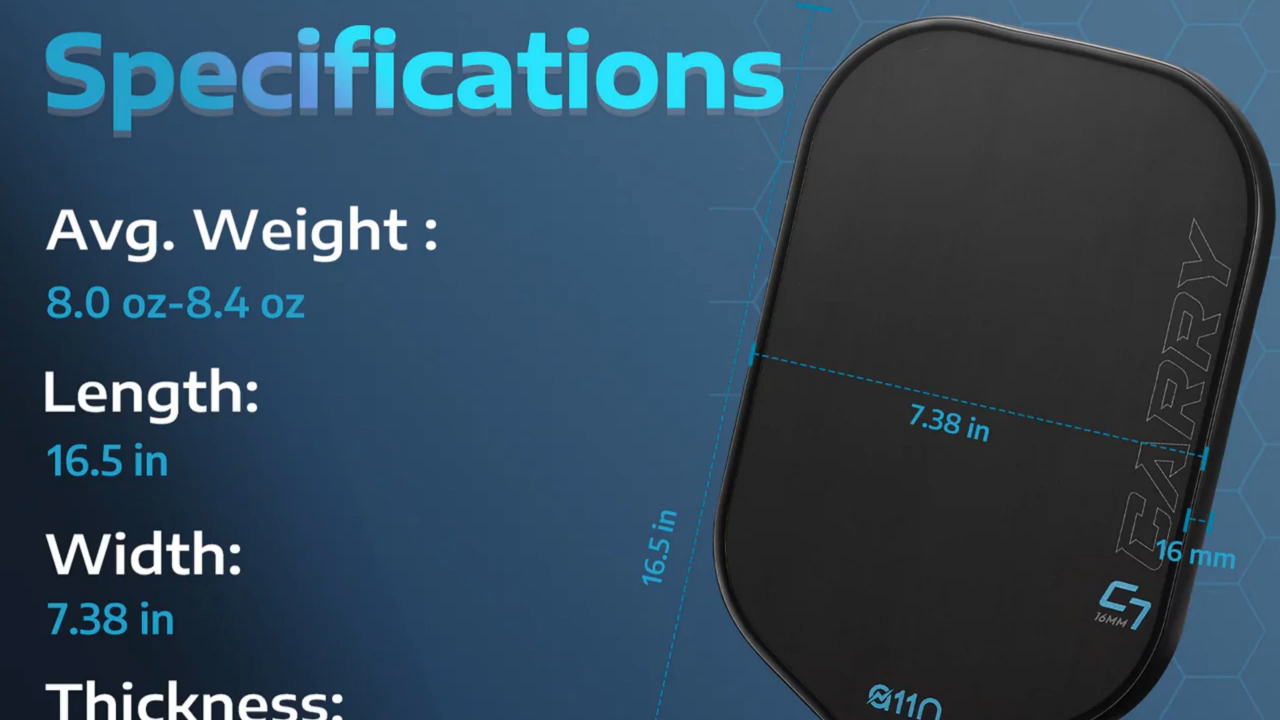 Specifications
Avg. Weight :
8.0 oz-8.4 oz
Length:
16.5 in
Width:
7.38 in
Thickness:
7.38 in
16.5 in
CARRY
16 mm
C7
16MM